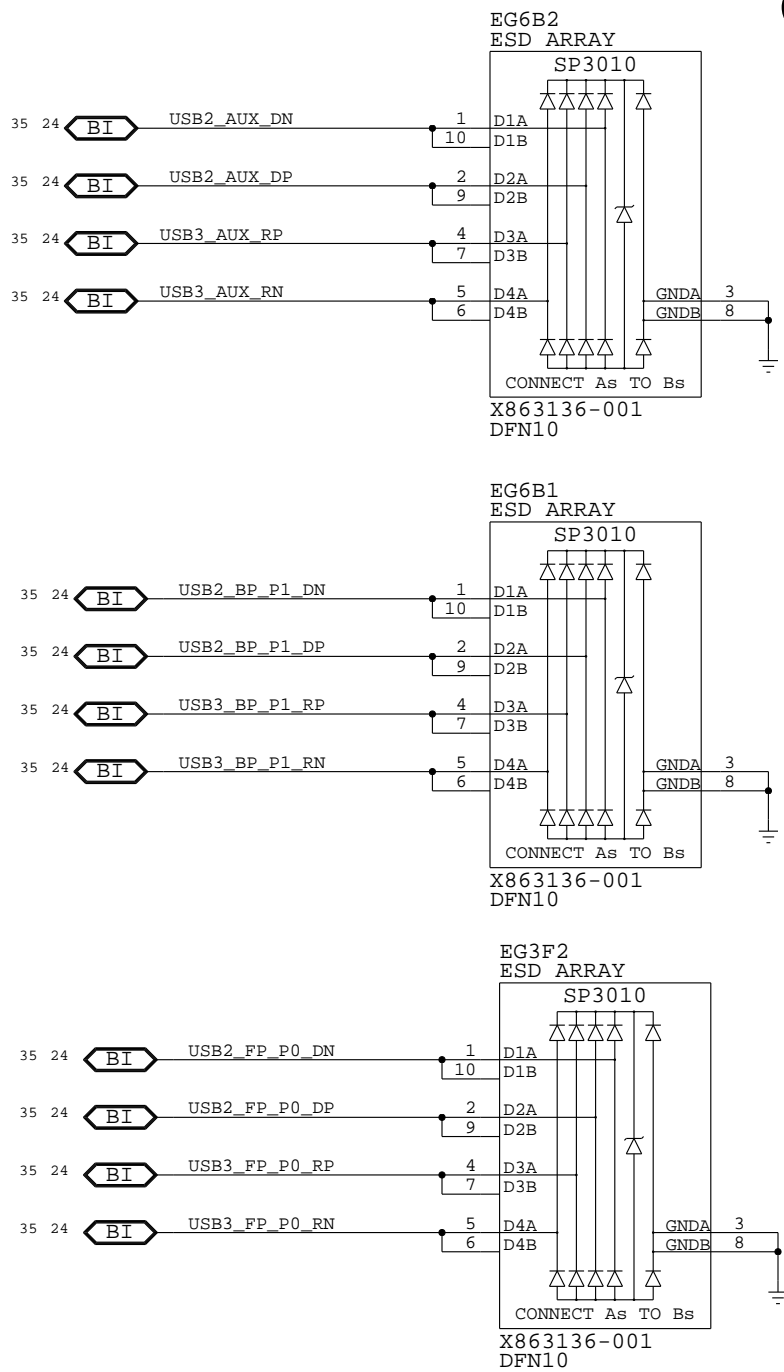 EG6B2
ESD ARRAY
SP3010
35 24 BI USB2_AUX_DN 1 D1A
10 D1B
35 24 BI USB2_AUX_DP 2 D2A
9 D2B
35 24 BI USB3_AUX_RP 4 D3A
7 D3B
35 24 BI USB3_AUX_RN 5 D4A GNDA 3
6 D4B GNDB 8
CONNECT As TO Bs
X863136-001
DFN10
EG6B1
ESD ARRAY
SP3010
35 24 BI USB2_BP_P1_DN 1 D1A
10 D1B
35 24 BI USB2_BP_P1_DP 2 D2A
9 D2B
35 24 BI USB3_BP_P1_RP 4 D3A
7 D3B
35 24 BI USB3_BP_P1_RN 5 D4A GNDA 3
6 D4B GNDB 8
CONNECT As TO Bs
X863136-001
DFN10
EG3F2
ESD ARRAY
SP3010
35 24 BI USB2_FP_P0_DN 1 D1A
10 D1B
35 24 BI USB2_FP_P0_DP 2 D2A
9 D2B
35 24 BI USB3_FP_P0_RP 4 D3A
7 D3B
35 24 BI USB3_FP_P0_RN 5 D4A GNDA 3
6 D4B GNDB 8
CONNECT As TO Bs
X863136-001
DFN10